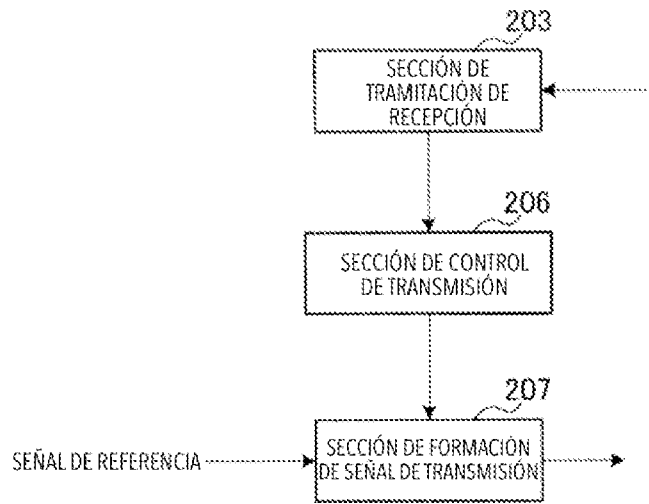 203
SECCIÓN DE
TRAMITACIÓN DE
RECEPCIÓN
206
SECCIÓN DE CONTROL
DE TRANSMISIÓN
207
SEÑAL DE REFERENCIA
SECCIÓN DE FORMACIÓN
DE SEÑAL DE TRANSMISIÓN